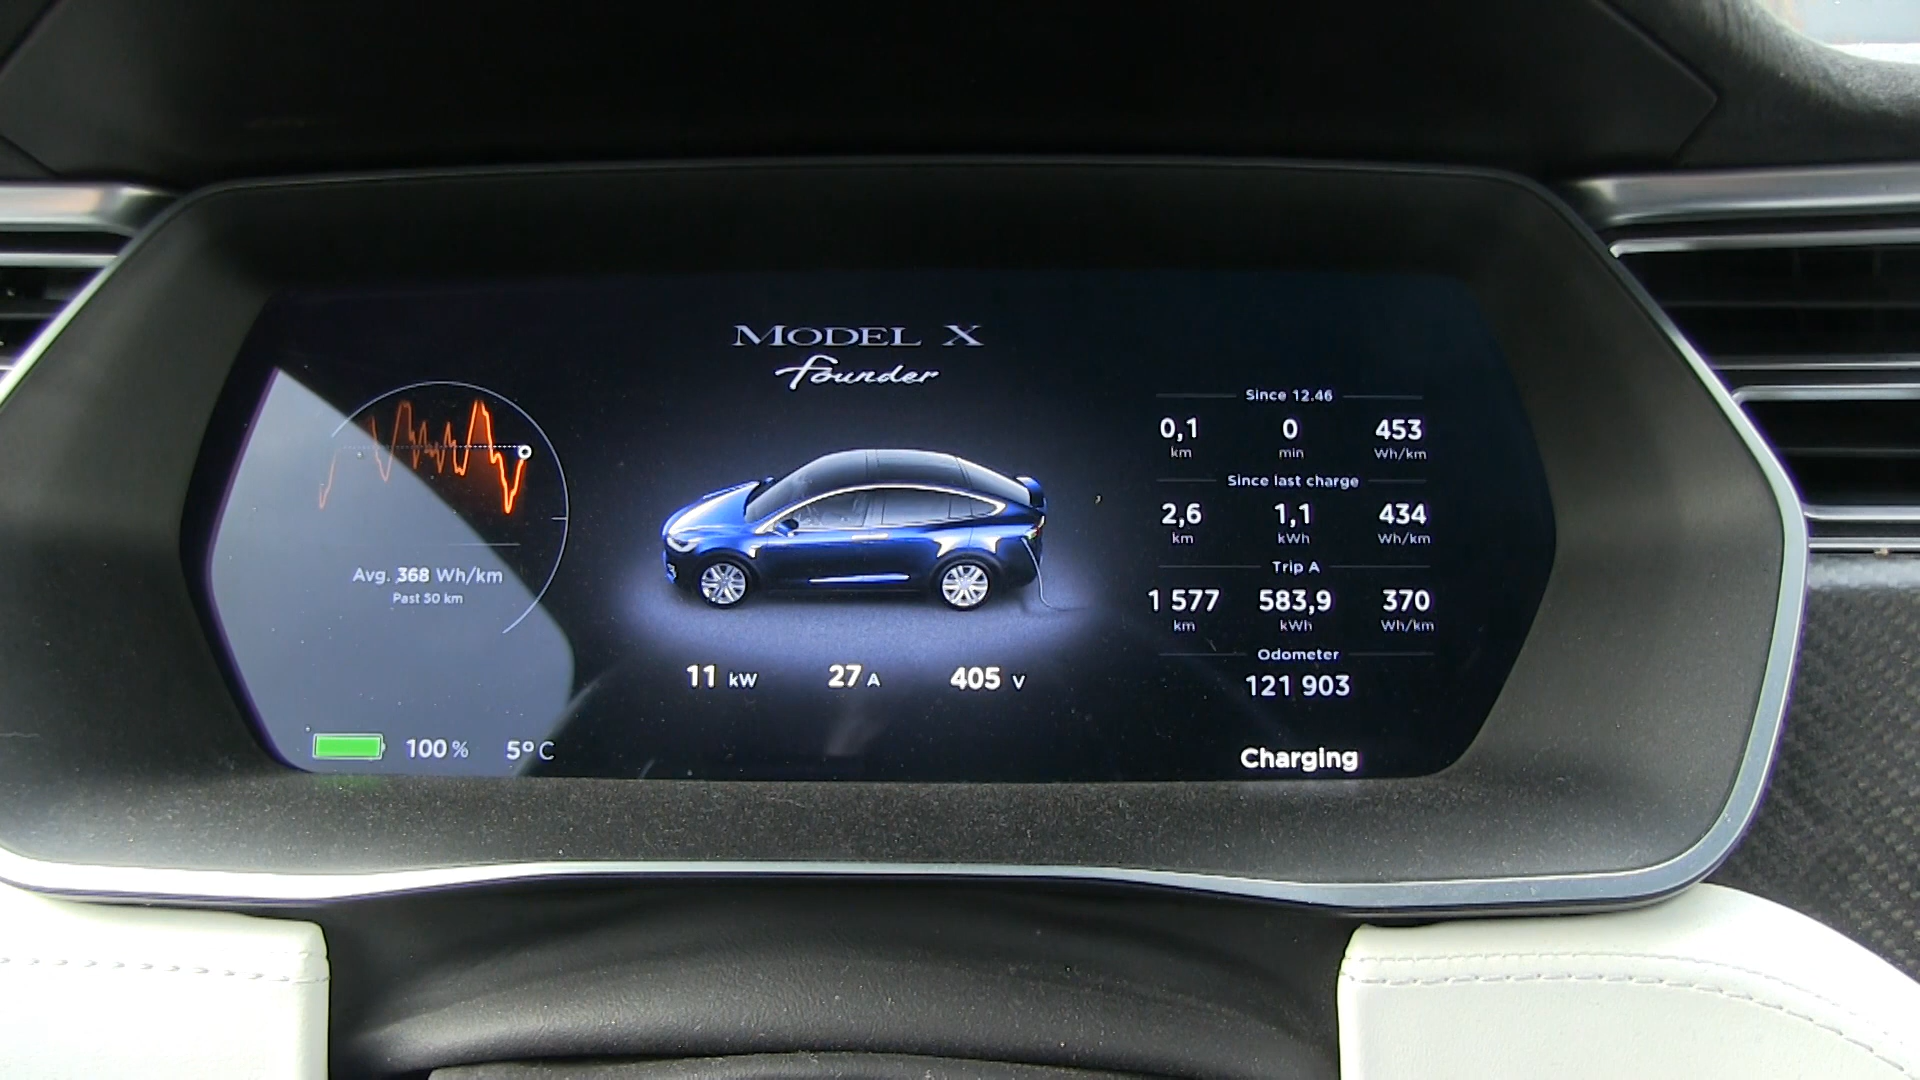 MODEL X
Founder
Since 12.46
0,1 0 453
km min Wh/km
Since last charge
2,6 1,1 434
km kWh Wh/km
Trip A
1 577 583,9 370
km kWh Wh/km
Odometer
121 903
Avg. 368 Wh/km
Past 50 km
11 kW 27 A 405 V
100 % 5° C
Charging